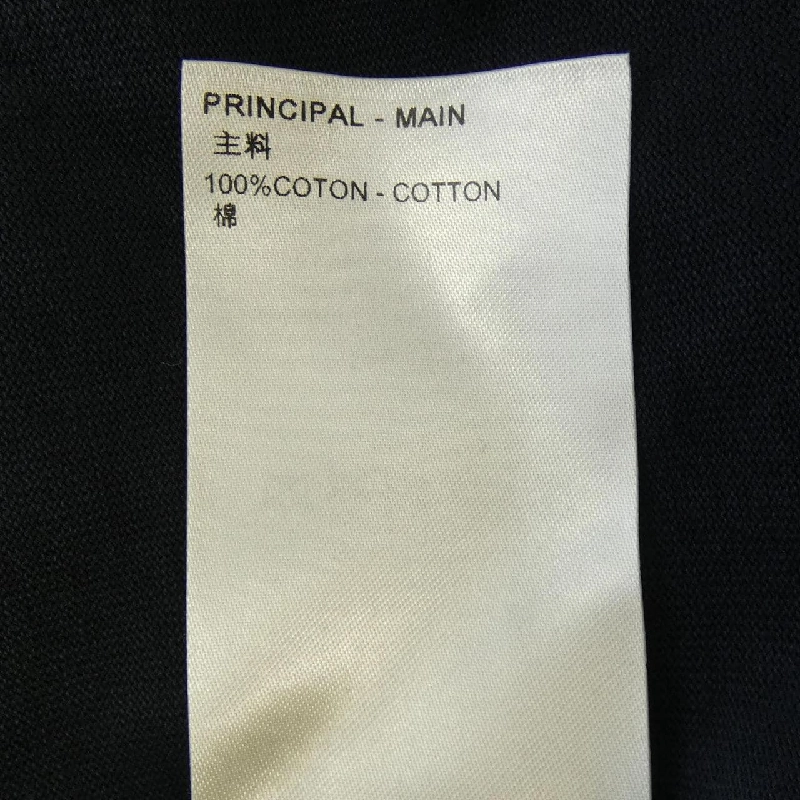 PRINCIPAL - MAIN
主料
100%COTON - COTTON
棉